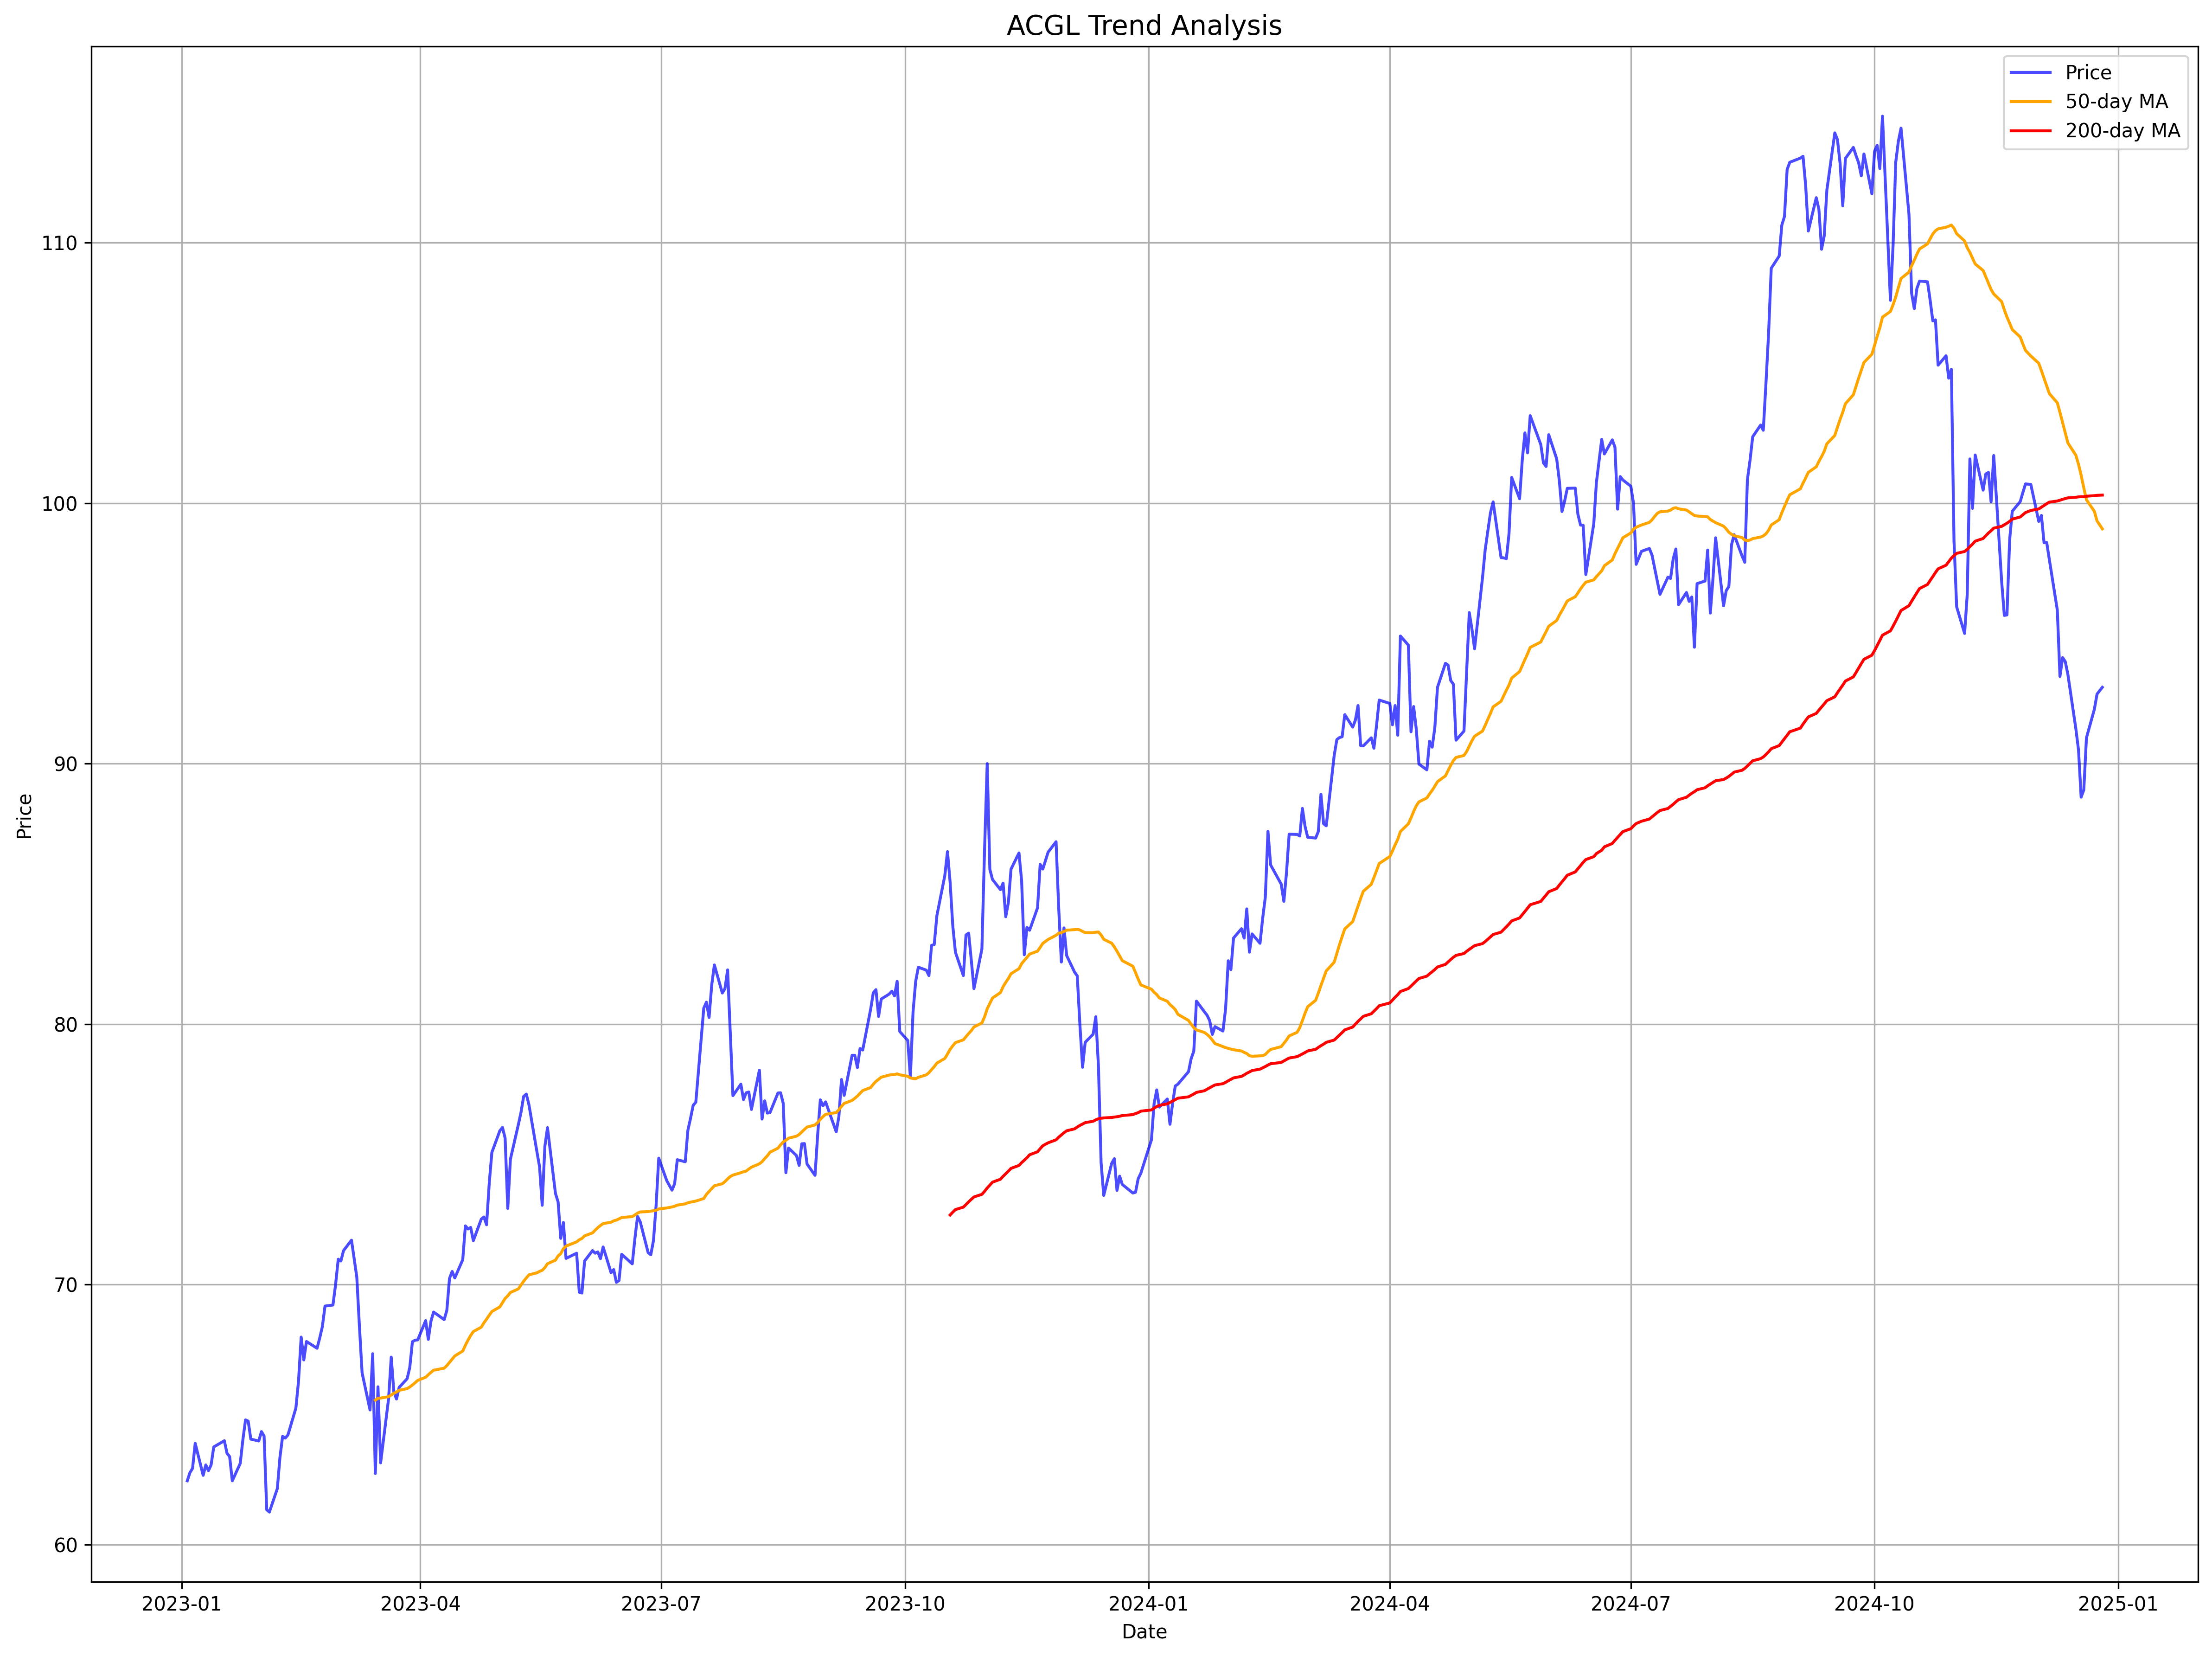 ACGL Trend Analysis
Price
50-day MA
200-day MA
110
100
90
80
70
60
Price
2023-01
2023-04
2023-07
2023-10
2024-01
2024-04
2024-07
2024-10
2025-01
Date